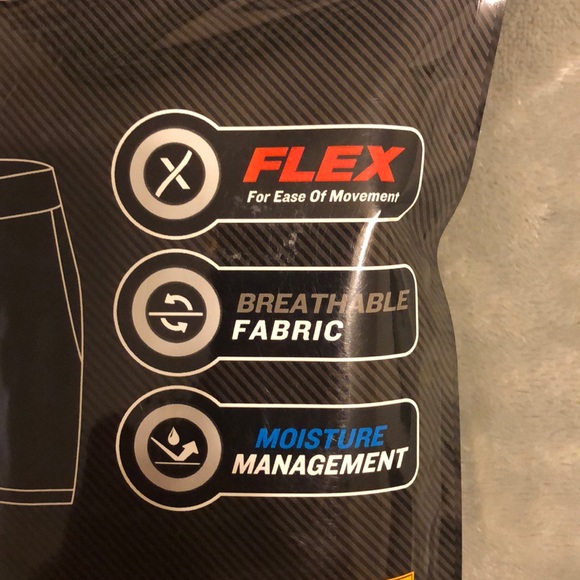 FLEX
For Ease Of Movement
BREATHABLE
FABRIC
MOISTURE
MANAGEMENT